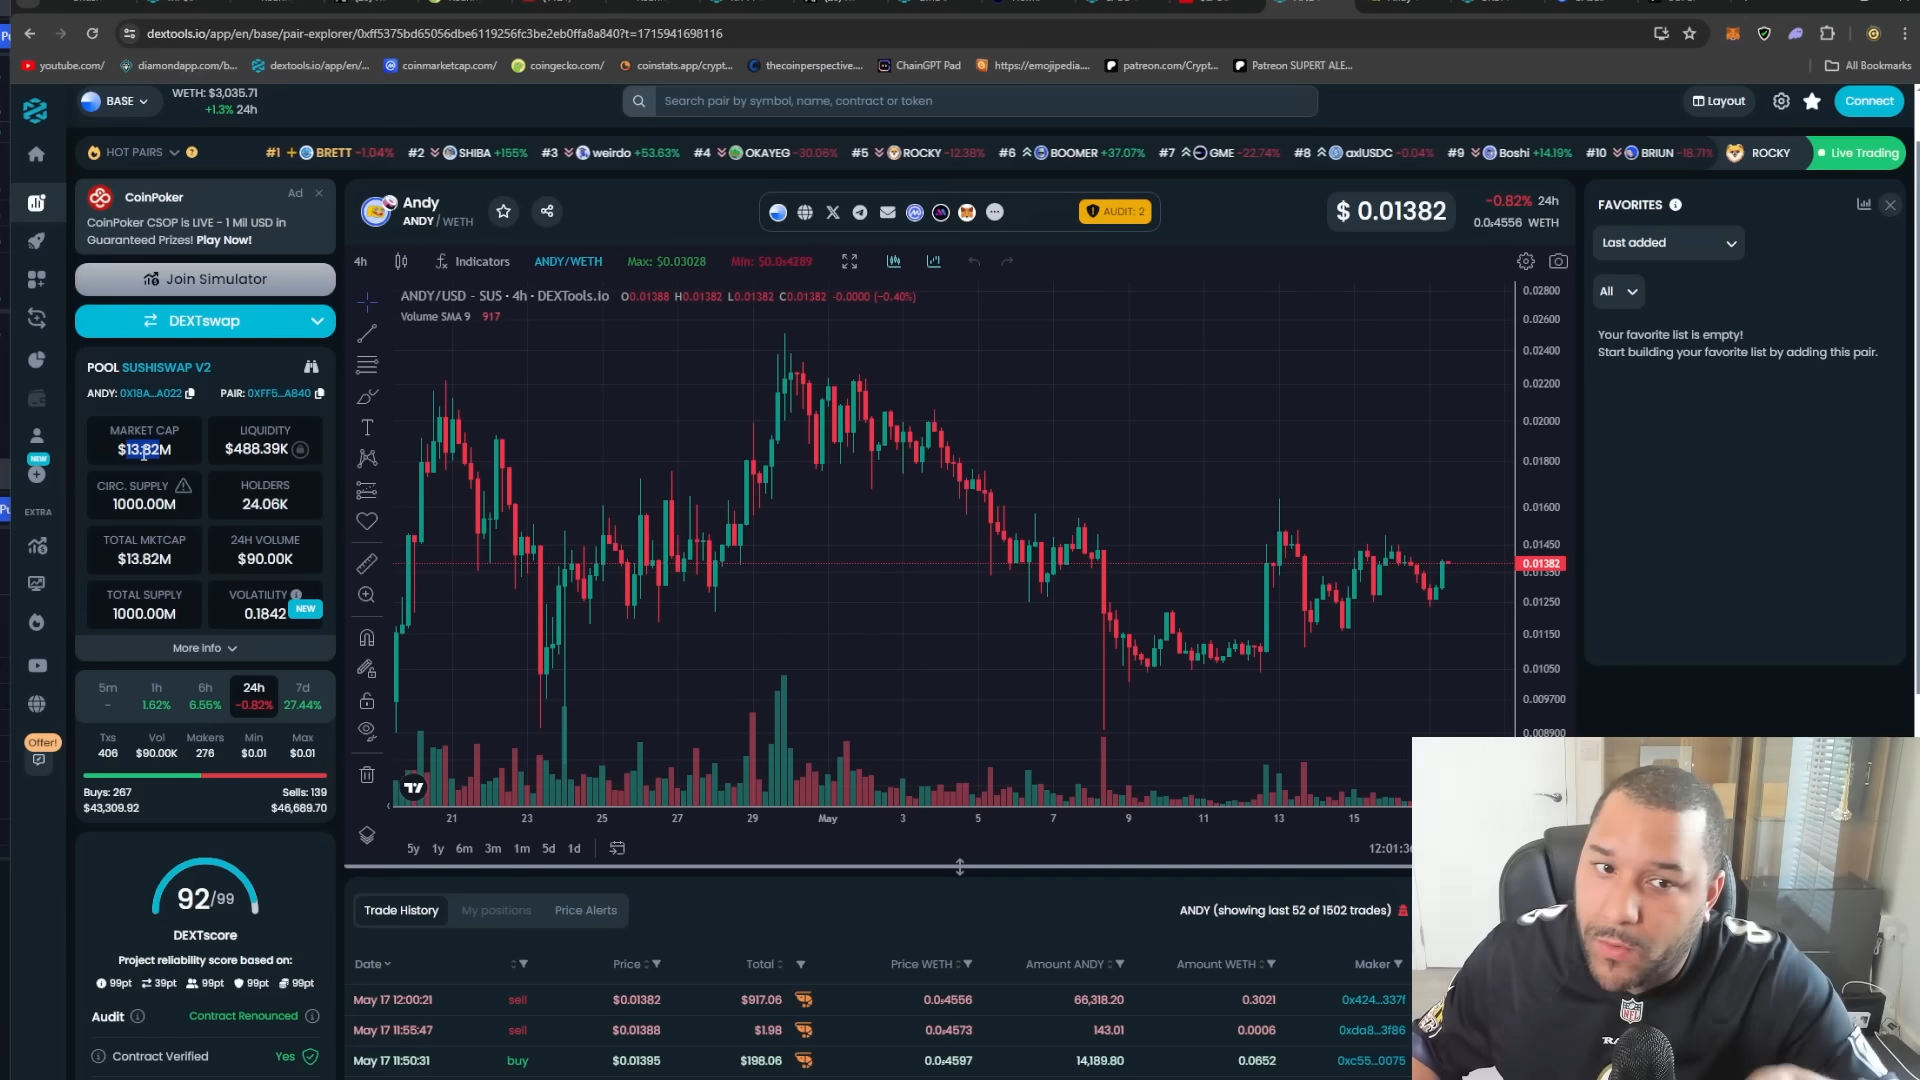 dextools.io/app/en/base/pair-explorer/0xff5375bd65056dbe6119256fc3be2eb0ffa8a840?t=1715941698116
youtube.com/ diamondapp.com/b... dextools.io/app/en/... coinmarketcap.com/ coingecko.com/ coinstats.app/crypt... thecoinperspective.... ChainGPT Pad https://emojipedia.... patreon.com/Crypt... Patreon SUPERT ALE... All Bookmarks
BASE
WETH: $3,035.71
+1.3% 24h
Search pair by symbol, name, contract or token
Layout
Connect
HOT PAIRS #1 BRETT -1.04% #2 SHIBA +155% #3 weirdo +53.63% #4 OKAYEG -30.06% #5 ROCKY -12.38% #6 BOOMER +37.07% #7 GME -22.74% #8 axlUSDC -0.04% #9 Boshi +14.19% #10 BRIUN -18.71% ROCKY Live Trading
CoinPoker Ad
CoinPoker CSOP is LIVE - 1 Mil USD in
Guaranteed Prizes! Play Now!
Join Simulator
DEXTswap
POOL SUSHISWAP V2
ANDY: 0X18A...A022 PAIR: 0XFF5...A840
MARKET CAP LIQUIDITY
$13.82M $488.39K
CIRC. SUPPLY HOLDERS
1000.00M 24.06K
TOTAL MKTCAP 24H VOLUME
$13.82M $90.00K
TOTAL SUPPLY VOLATILITY
1000.00M 0.1842 NEW
More info
5m 1h 6h 24h 7d
- 1.62% 6.55% -0.82% 27.44%
Txs Vol Makers Min Max
406 $90.00K 276 $0.01 $0.01
Buys: 267 Sells: 139
$43,309.92 $46,689.70
92/99
DEXTscore
Project reliability score based on:
99pt 39pt 99pt 99pt 99pt
Audit Contract Renounced
Contract Verified Yes
NEW
EXTRA
Offer!
Andy
ANDY / WETH
AUDIT: 2
$ 0.01382
-0.82% 24h
0.0₄4556 WETH
4h Indicators ANDY/WETH Max: $0.03028 Min: $0.0₄4289
ANDY/USD - SUS · 4h · DEXTools.io O0.01388 H0.01382 L0.01382 C0.01382 -0.0000 (-0.40%)
Volume SMA 9 917
0.02800
0.02600
0.02400
0.02200
0.02000
0.01800
0.01600
0.01450
0.01382
0.01350
0.01250
0.01150
0.01050
0.009700
0.008900
21 23 25 27 29 May 3 5 7 9 11 13 15
5y 1y 6m 3m 1m 5d 1d
Trade History My positions Price Alerts
ANDY (showing last 52 of 1502 trades)
Date Price Total Price WETH Amount ANDY Amount WETH Maker
May 17 12:00:21 sell $0.01382 $917.06 0.0₄4556 66,318.20 0.3021 0x424...337f
May 17 11:55:47 sell $0.01388 $1.98 0.0₄4573 143.01 0.0006 0xda8...3f86
May 17 11:50:31 buy $0.01395 $198.06 0.0₄4597 14,189.80 0.0652 0xc55...0075
FAVORITES
Last added
All
Your favorite list is empty!
Start building your favorite list by adding this pair.
NFL